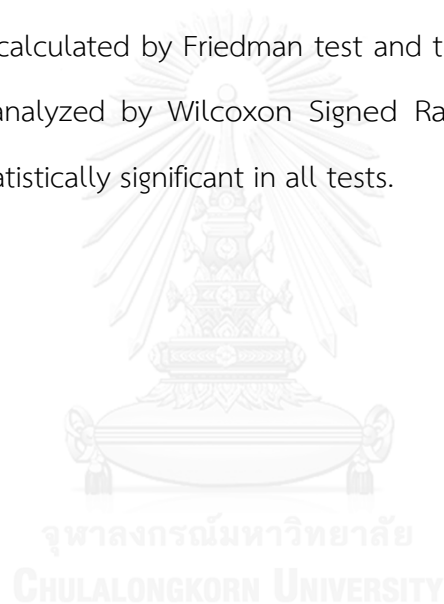 calculated by Friedman test and t
analyzed by Wilcoxon Signed Ra
atistically significant in all tests.
จุฬาลงกรณ์มหาวิทยาลัย
CHULALONGKORN UNIVERSITY